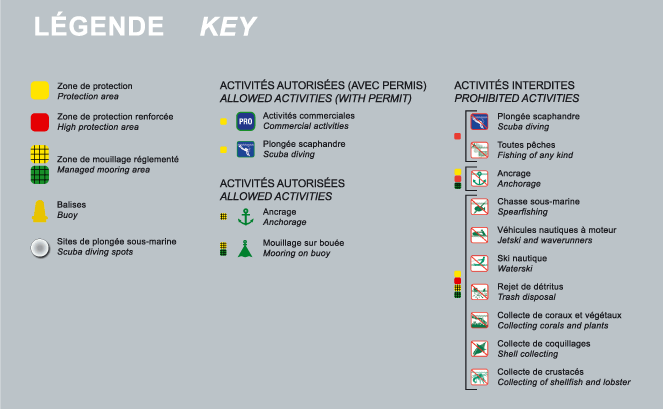 LÉGENDE KEY
Zone de protection
Protection area
Zone de protection renforcée
High protection area
Zone de mouillage réglementé
Managed mooring area
Balises
Buoy
Sites de plongée sous-marine
Scuba diving spots
ACTIVITÉS AUTORISÉES (AVEC PERMIS)
ALLOWED ACTIVITIES (WITH PERMIT)
PRO
Activités commerciales
Commercial activities
Plongée scaphandre
Scuba diving
ACTIVITÉS AUTORISÉES
ALLOWED ACTIVITIES
Ancrage
Anchorage
Mouillage sur bouée
Mooring on buoy
ACTIVITÉS INTERDITES
PROHIBITED ACTIVITIES
Plongée scaphandre
Scuba diving
Toutes pêches
Fishing of any kind
Ancrage
Anchorage
Chasse sous-marine
Spearfishing
Véhicules nautiques à moteur
Jetski and waverunners
Ski nautique
Waterski
Rejet de détritus
Trash disposal
Collecte de coraux et végétaux
Collecting corals and plants
Collecte de coquillages
Shell collecting
Collecte de crustacés
Collecting of shellfish and lobster